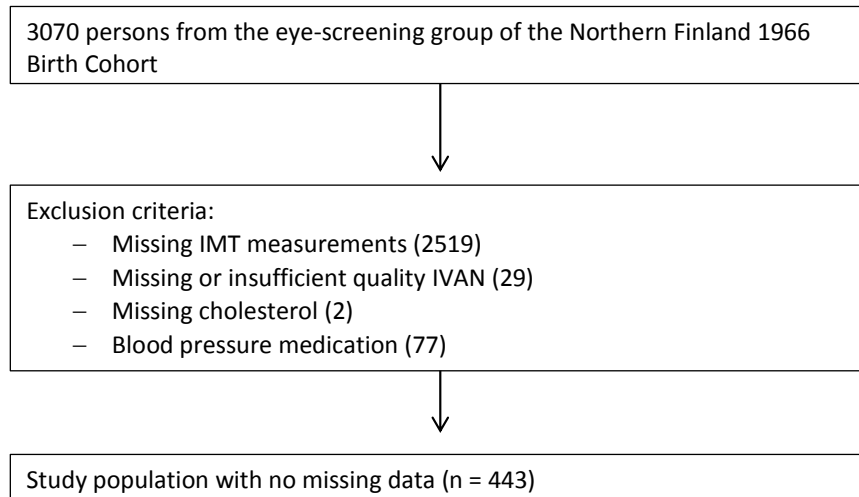 3070 persons from the eye-screening group of the Northern Finland 1966
Birth Cohort
Exclusion criteria:
– Missing IMT measurements (2519)
– Missing or insufficient quality IVAN (29)
– Missing cholesterol (2)
– Blood pressure medication (77)
Study population with no missing data (n = 443)